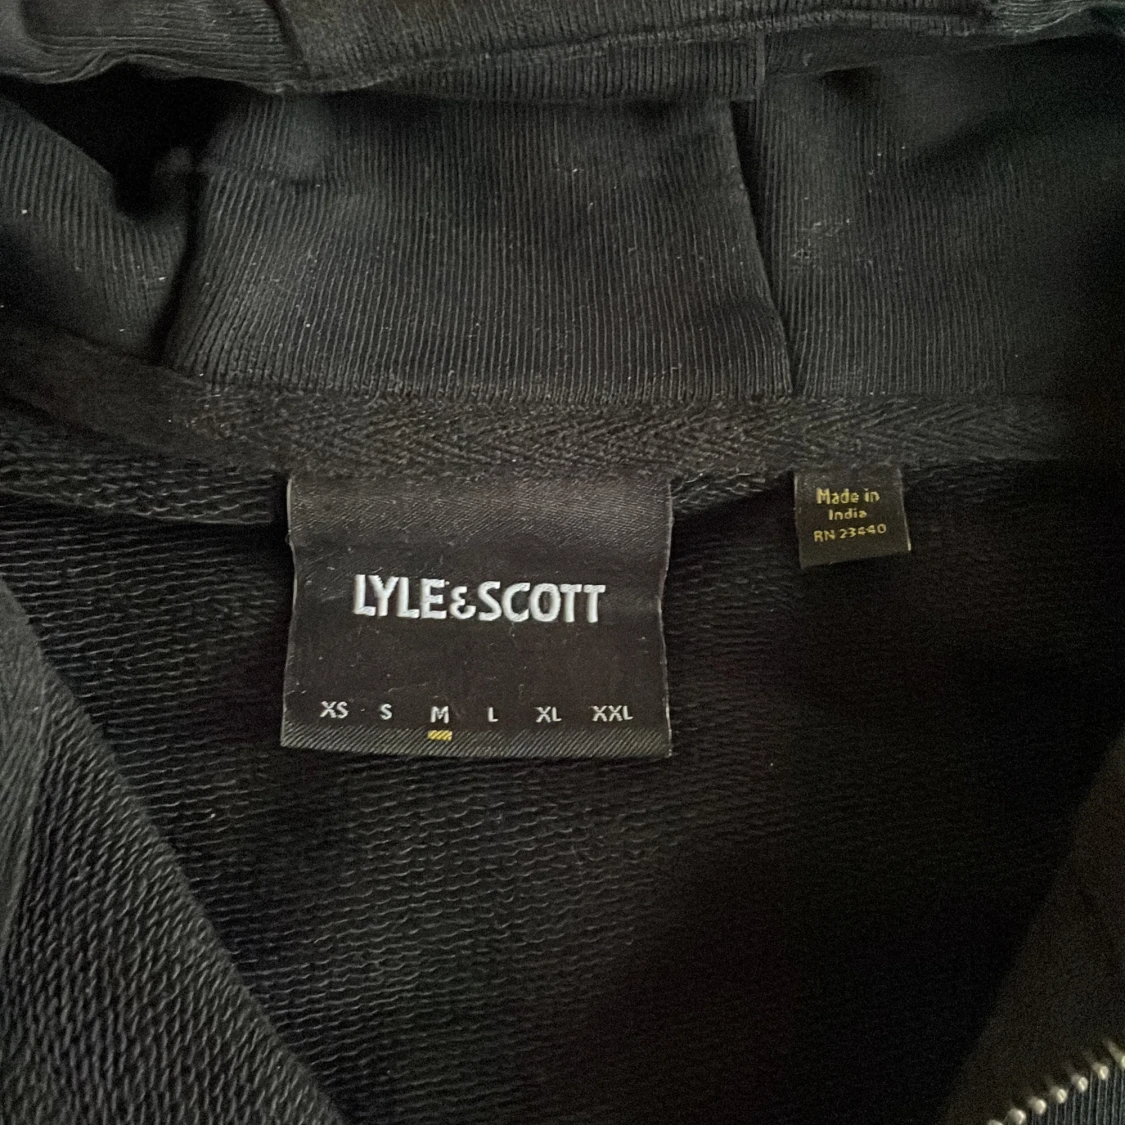 LYLE&SCOTT
XS S M L XL XXL
Made in
India
RN 23440